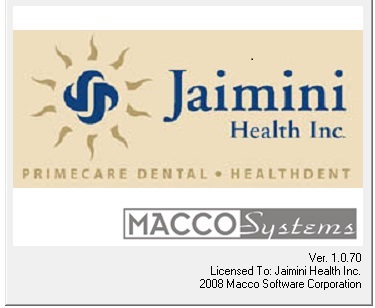 Jaimini
Health Inc.
PRIMECARE DENTAL • HEALTHDENT
MACCO Systems
Ver. 1.0.70
Licensed To: Jaimini Health Inc.
2008 Macco Software Corporation